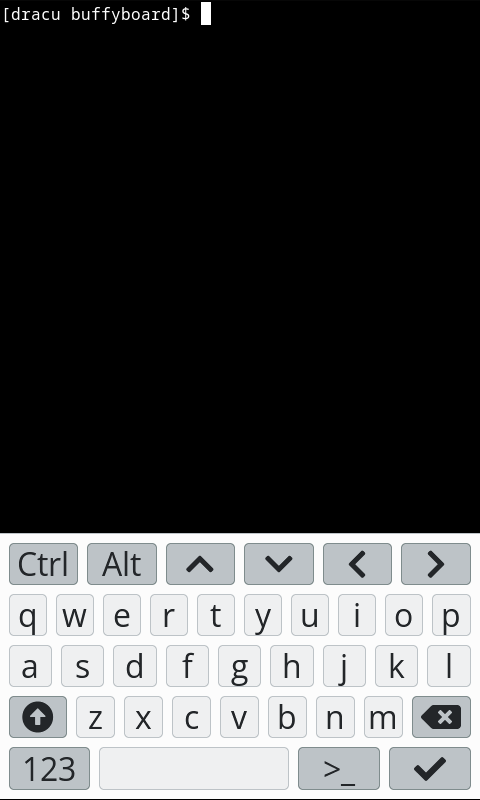 [dracu buffyboard]$
Ctrl Alt
q w e r t y u i o p
a s d f g h j k l
z x c v b n m
123 >_